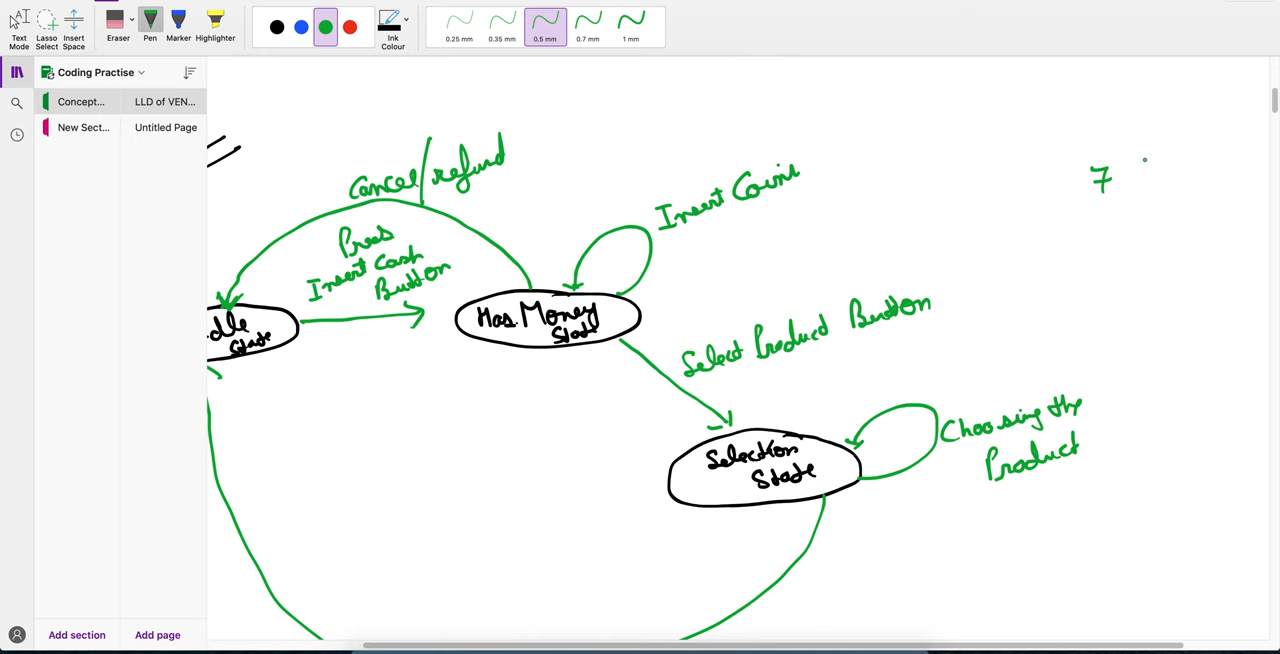 Text Mode
Lasso Select
Insert Space
Eraser
Pen
Marker
Highlighter
Ink Colour
0.25 mm
0.35 mm
0.5 mm
0.7 mm
1 mm
Coding Practise
Concept...
LLD of VEN...
New Sect...
Untitled Page
Cancel/refund
Press
Insert Cash
Button
Insert Coins
7
dle
State
Has Money
State
Select Product Button
Selection
State
Choosing the
Product
Add section
Add page